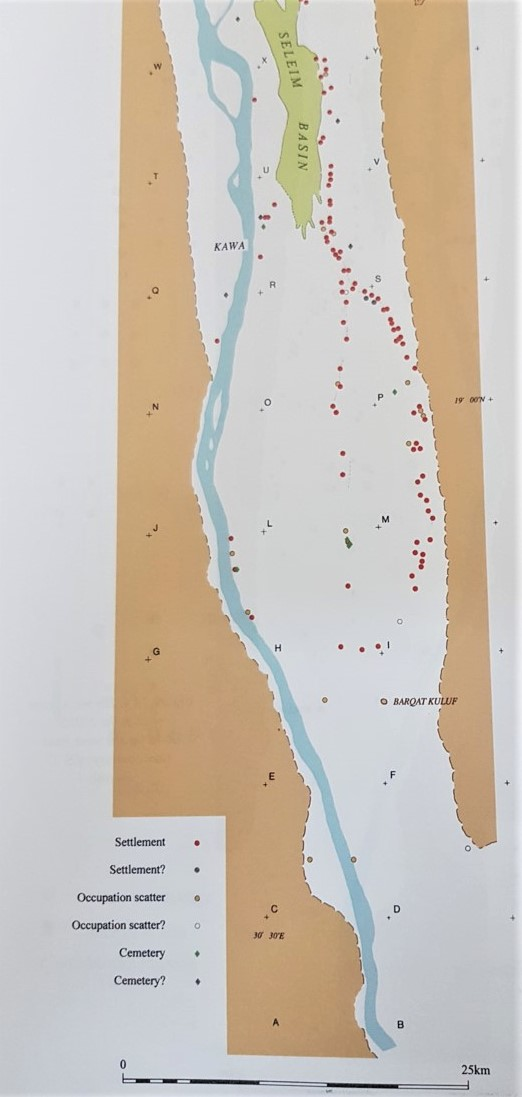 W
X
Y
SELEIM
BASIN
T
U
V
KAWA
Q
R
S
N
O
P
19° 00'N
J
L
M
G
H
I
BARQAT KULUF
E
F
Settlement
Settlement?
Occupation scatter
Occupation scatter?
Cemetery
Cemetery?
C
D
30° 30'E
A
B
0
25km